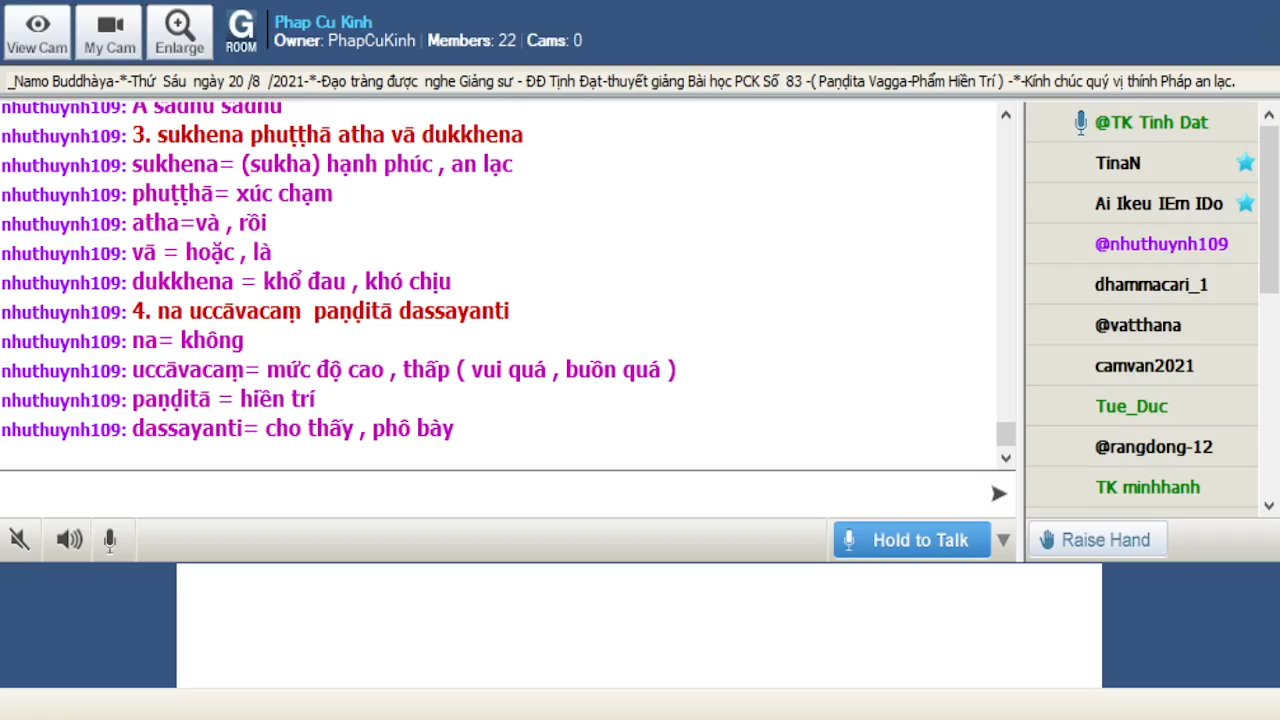 View Cam
My Cam
Enlarge
G
ROOM
Phap Cu Kinh
Owner: PhapCuKinh | Members: 22 | Cams: 0
_Namo Buddhàya-*-Thứ Sáu ngày 20 /8 /2021-*-Đạo tràng được nghe Giảng sư - ĐĐ Tịnh Đạt-thuyết giảng Bài học PCK Số 83 -( Paṇḍita Vagga-Phẩm Hiền Trí ) -*-Kính chúc quý vị thính Pháp an lạc.
nhuthuynh109: A sādhu sādhu
nhuthuynh109: 3. sukhena phuṭṭhā atha vā dukkhena
nhuthuynh109: sukhena= (sukha) hạnh phúc , an lạc
nhuthuynh109: phuṭṭhā= xúc chạm
nhuthuynh109: atha=và , rồi
nhuthuynh109: vā = hoặc , là
nhuthuynh109: dukkhena = khổ đau , khó chịu
nhuthuynh109: 4. na uccāvacaṃ paṇḍitā dassayanti
nhuthuynh109: na= không
nhuthuynh109: uccāvacaṃ= mức độ cao , thấp ( vui quá , buồn quá )
nhuthuynh109: paṇḍitā = hiền trí
nhuthuynh109: dassayanti= cho thấy , phô bày
@TK Tinh Dat
TinaN
Ai Ikeu IEm IDo
@nhuthuynh109
dhammacari_1
@vatthana
camvan2021
Tue_Duc
@rangdong-12
TK minhhanh
Hold to Talk
Raise Hand